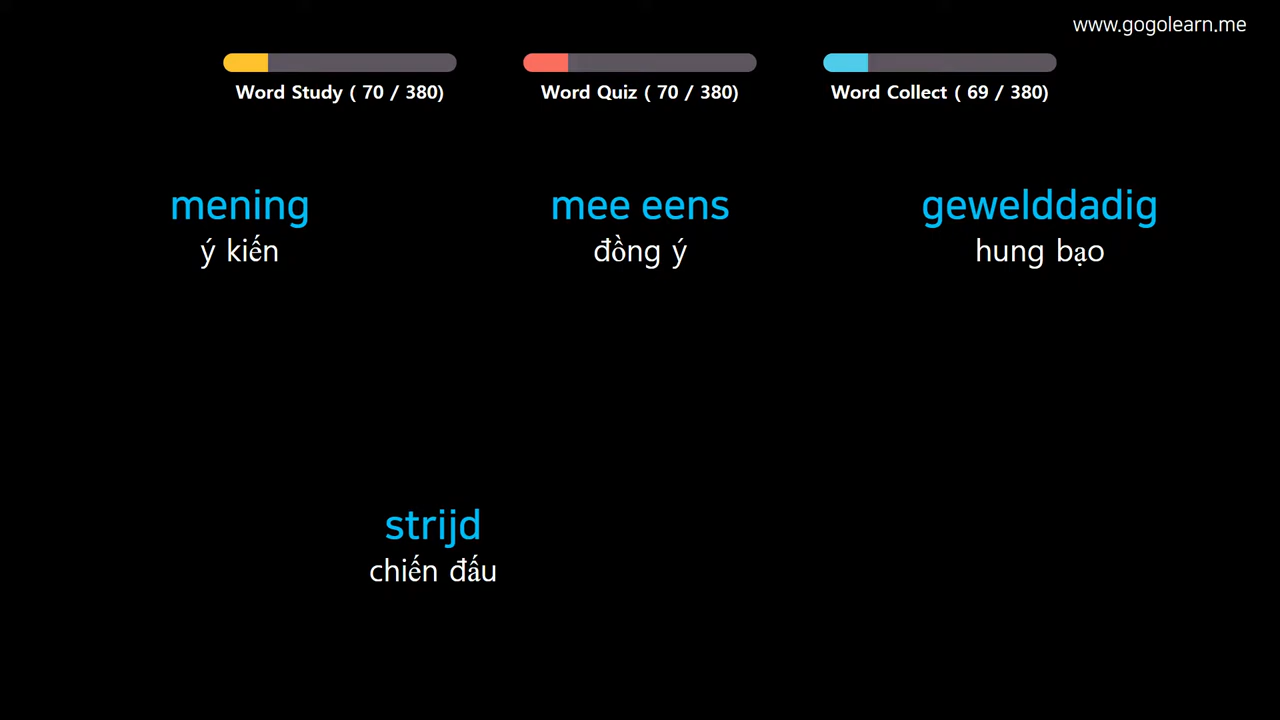 www.gogolearn.me
Word Study ( 70 / 380)
Word Quiz ( 70 / 380)
Word Collect ( 69 / 380)
mening
ý kiến
mee eens
đồng ý
gewelddadig
hung bạo
strijd
chiến đấu